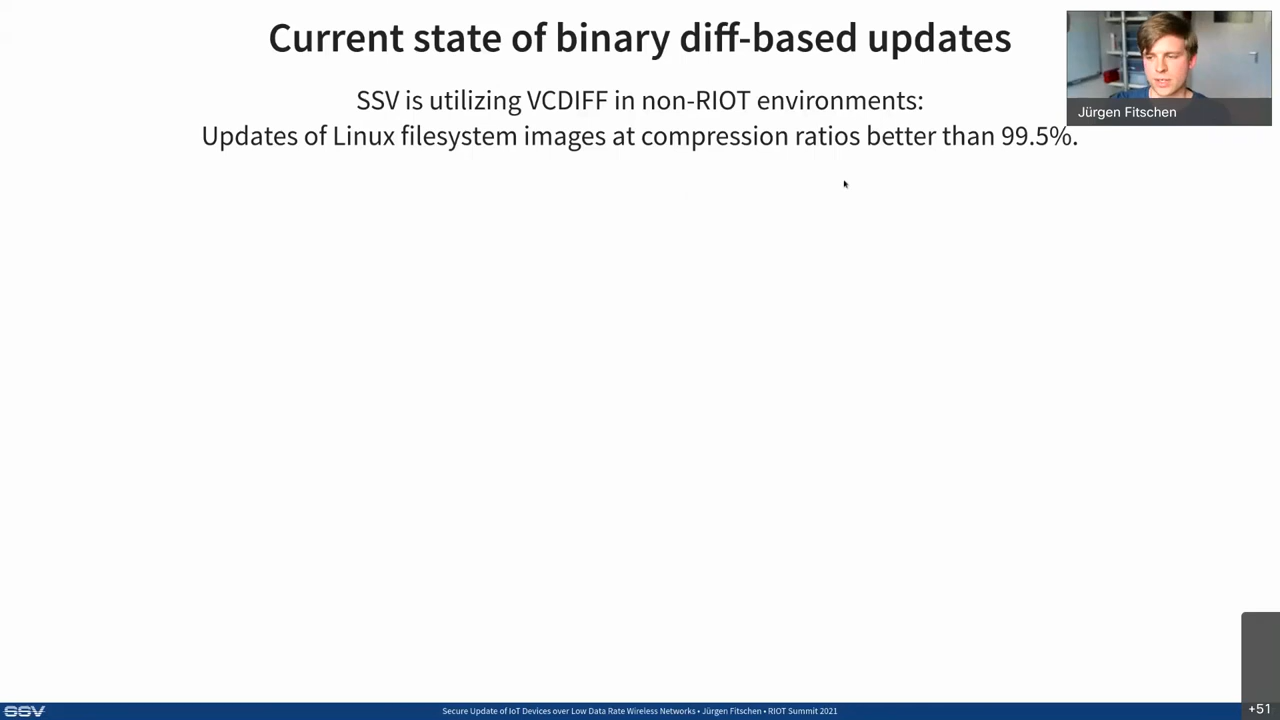 Current state of binary diff-based updates
SSV is utilizing VCDIFF in non-RIOT environments:
Updates of Linux filesystem images at compression ratios better than 99.5%.
Jürgen Fitschen
SSV
Secure Update of IoT Devices over Low Data Rate Wireless Networks • Jürgen Fitschen • RIOT Summit 2021
+51